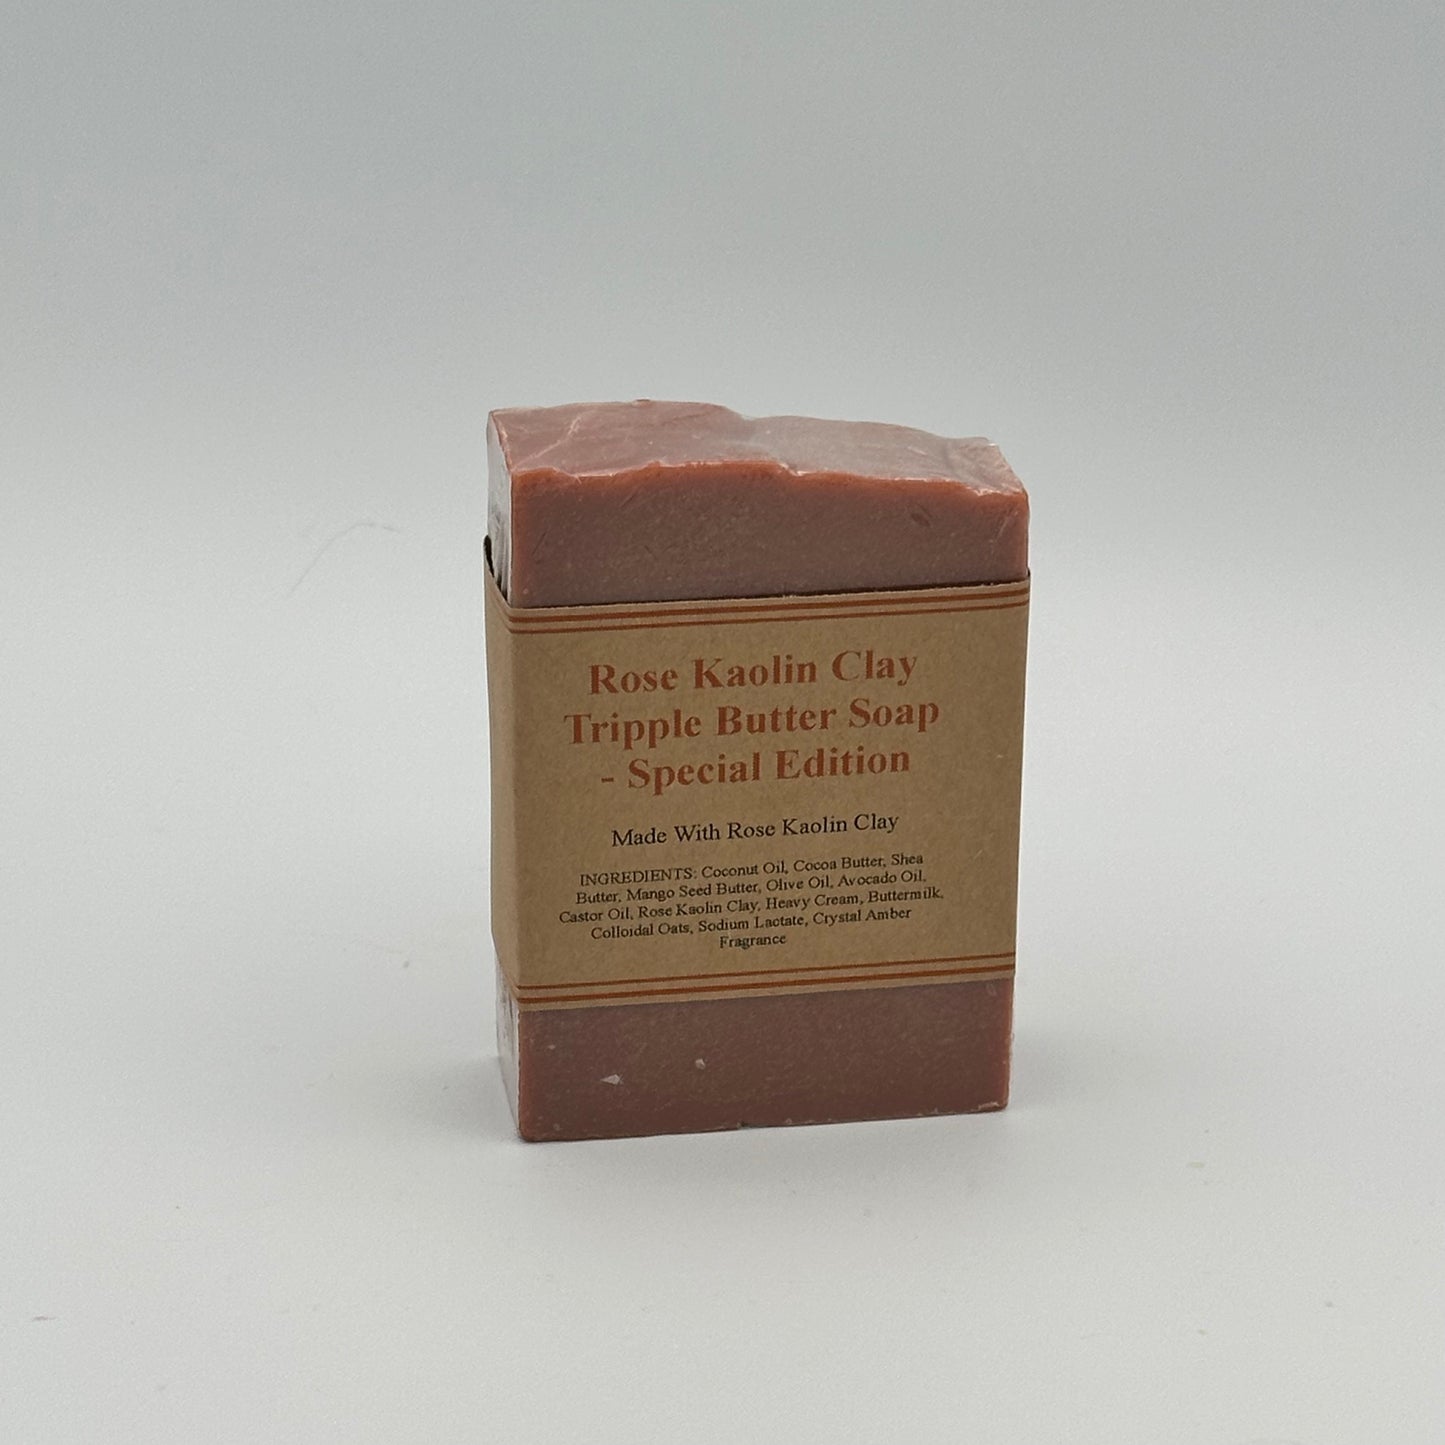 Rose Kaolin Clay
Tripple Butter Soap
- Special Edition
Made With Rose Kaolin Clay
INGREDIENTS: Coconut Oil, Cocoa Butter, Shea
Butter, Mango Seed Butter, Olive Oil, Avocado Oil,
Castor Oil, Rose Kaolin Clay, Heavy Cream, Buttermilk,
Colloidal Oats, Sodium Lactate, Crystal Amber
Fragrance